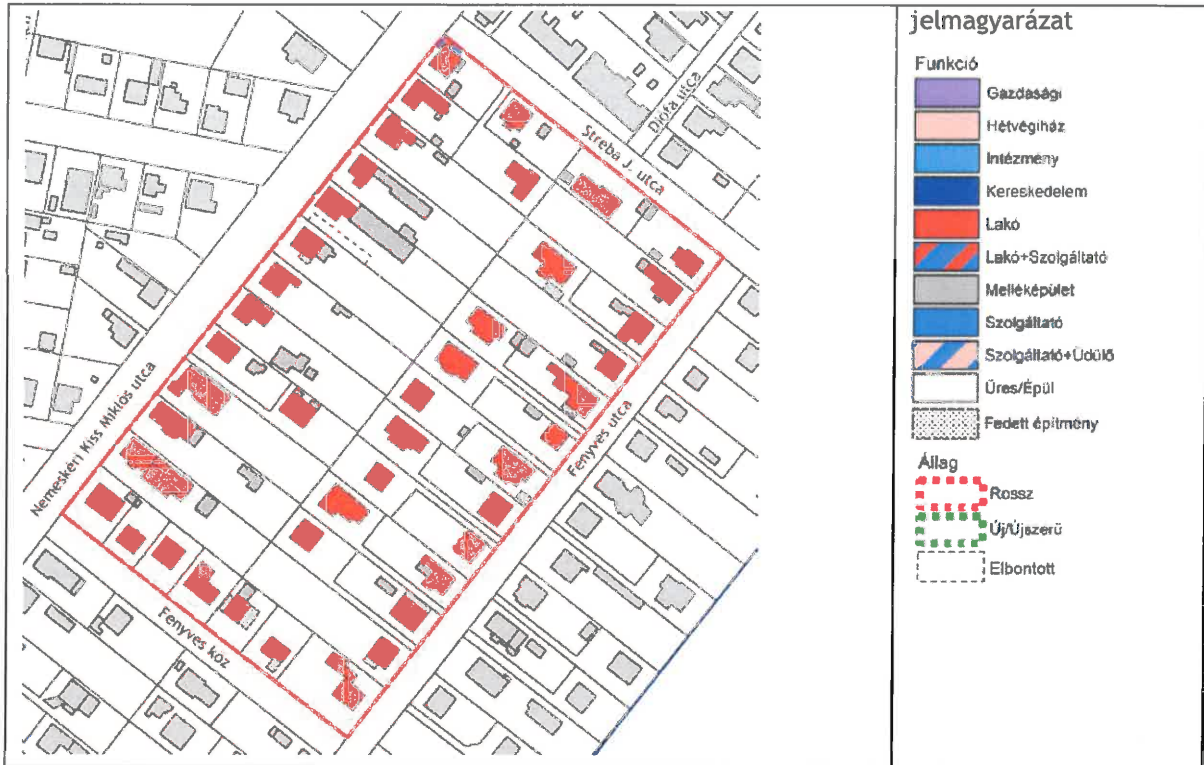 jelmagyarázat
Funkció
Gazdasági
Hétvégiház
Intézmény
Kereskedelem
Lakó
Lakó+Szolgáltató
Melléképület
Szolgáltató
Szolgáltató+Üdülő
Üres/Épül
Fedett építmény
Állag
Rossz
Új/Újszerű
Elbontott
Diófa utca
Streba J. utca
Nemeskéri Kiss Miklós utca
Fenyves utca
Fenyves köz